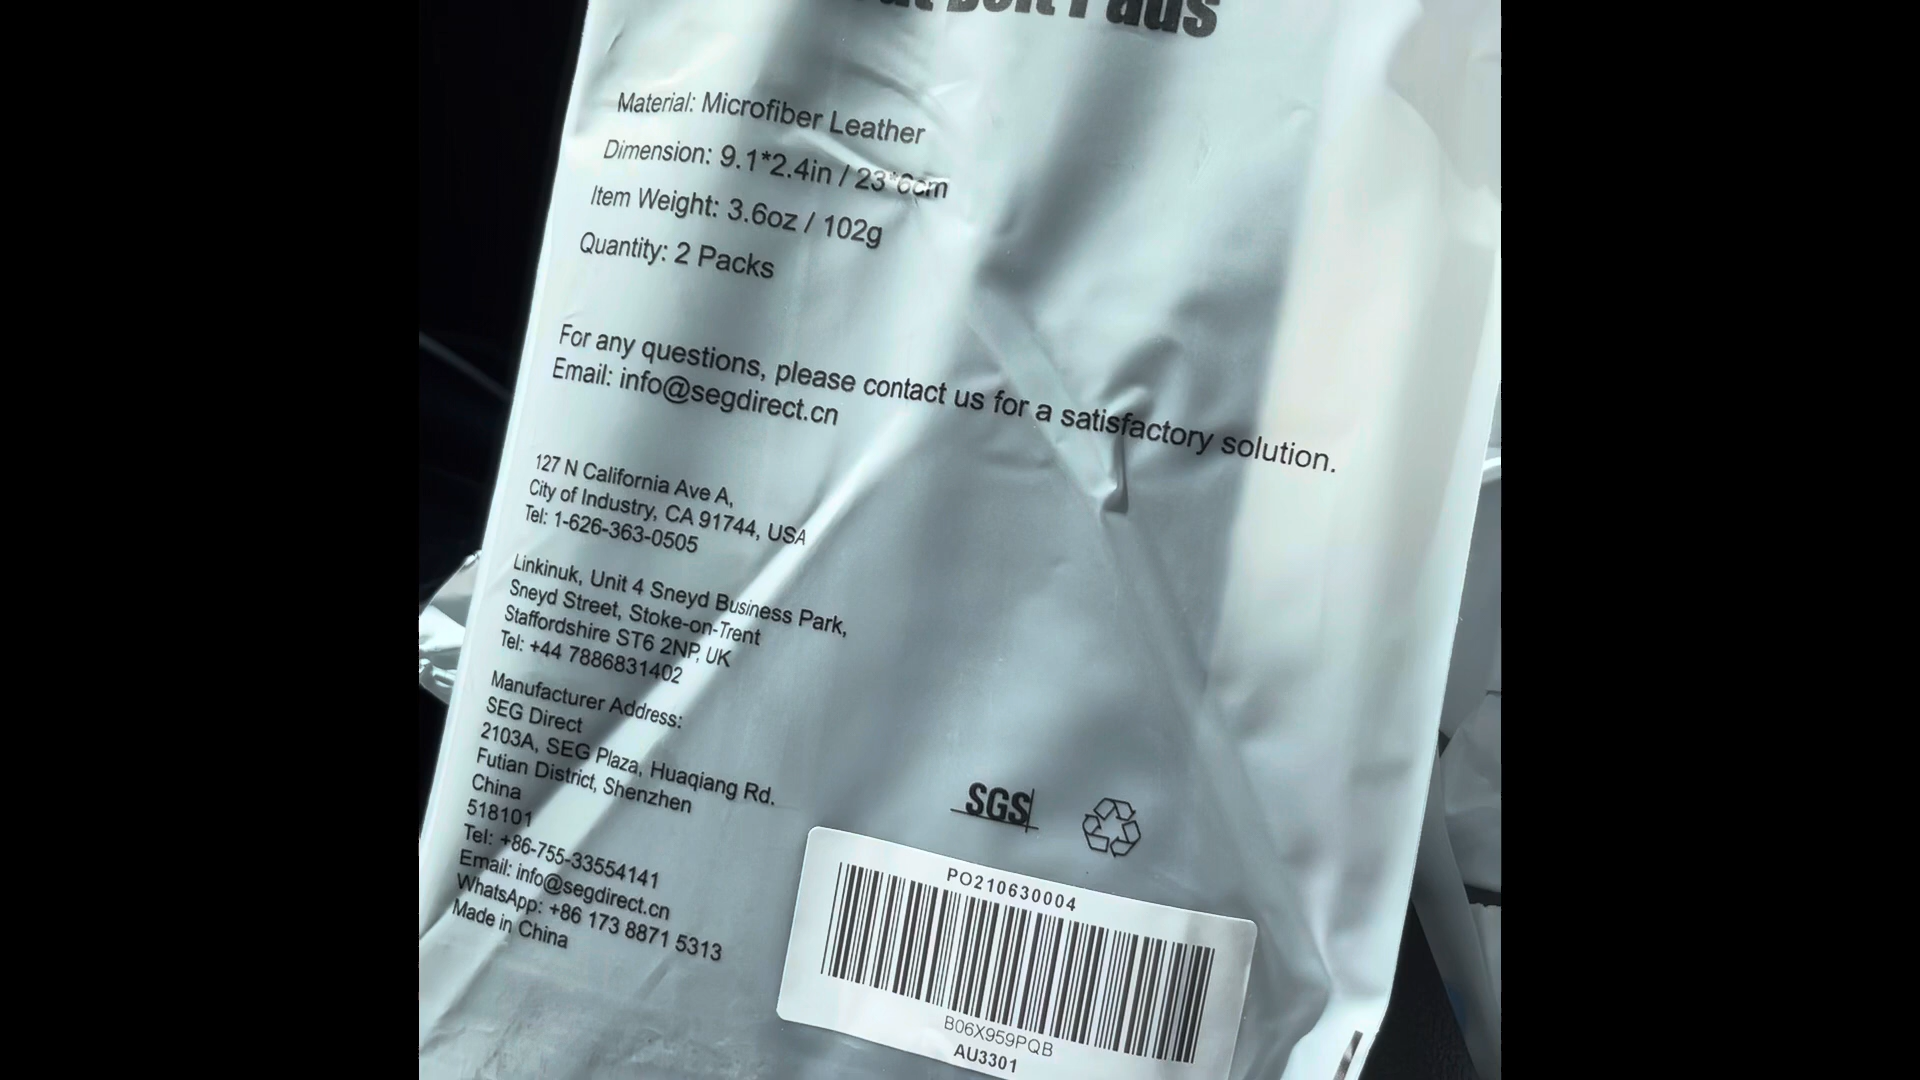 Belt Pads
Material: Microfiber Leather
Dimension: 9.1*2.4in / 23*6cm
Item Weight: 3.6oz / 102g
Quantity: 2 Packs
For any questions, please contact us for a satisfactory solution.
Email: info@segdirect.cn
127 N California Ave A,
City of Industry, CA 91744, USA
Tel: 1-626-363-0505
Linkinuk, Unit 4 Sneyd Business Park,
Sneyd Street, Stoke-on-Trent
Staffordshire ST6 2NP, UK
Tel: +44 7886831402
Manufacturer Address:
SEG Direct
2103A, SEG Plaza, Huaqiang Rd.
Futian District, Shenzhen
China
518101
Tel: +86-755-33554141
Email: info@segdirect.cn
WhatsApp: +86 173 8871 5313
Made in China
SGS
PO210630004
B06X959PQB
AU3301